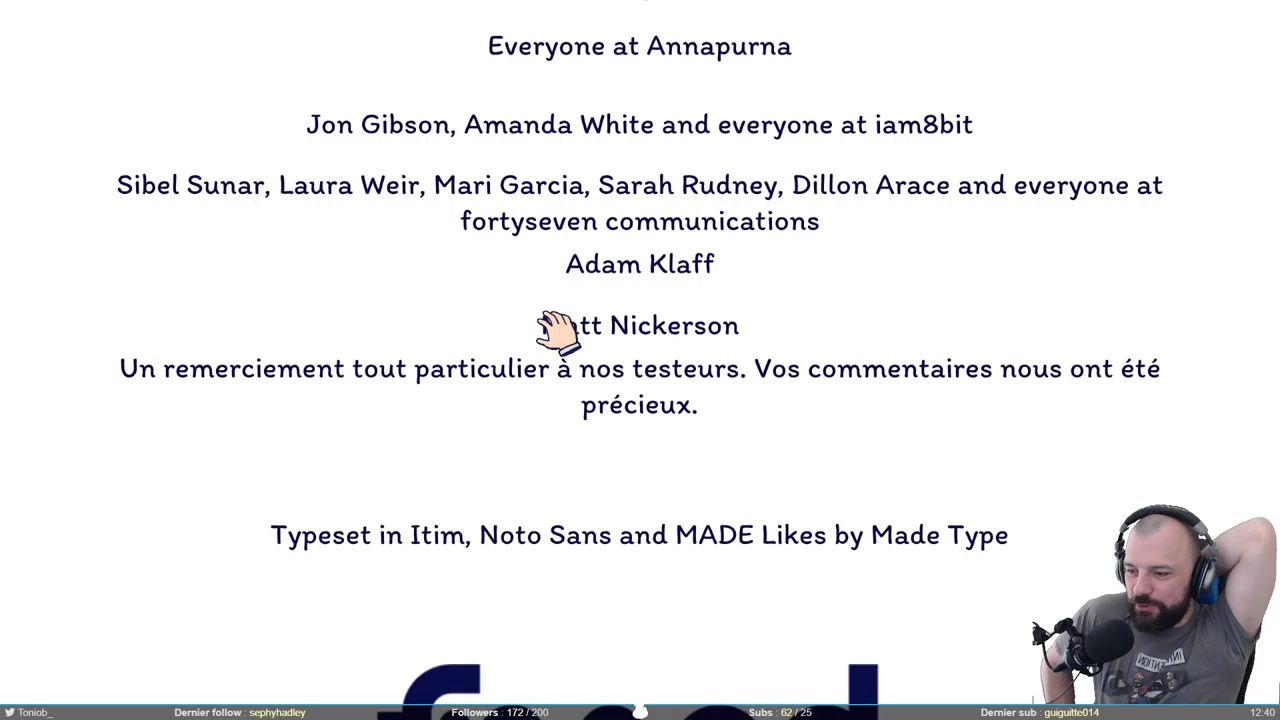 Everyone at Annapurna
Jon Gibson, Amanda White and everyone at iam8bit
Sibel Sunar, Laura Weir, Mari Garcia, Sarah Rudney, Dillon Arace and everyone at
fortyseven communications
Adam Klaff
Nickerson
Un remerciement tout particulier à nos testeurs. Vos commentaires nous ont été
précieux.
Typeset in Itim, Noto Sans and MADE Likes by Made Type
Toniob_ Dernier follow : sephyhadley Followers : 172 / 200 Subs : 62 / 25 Dernier sub : guiguitte014 12:40